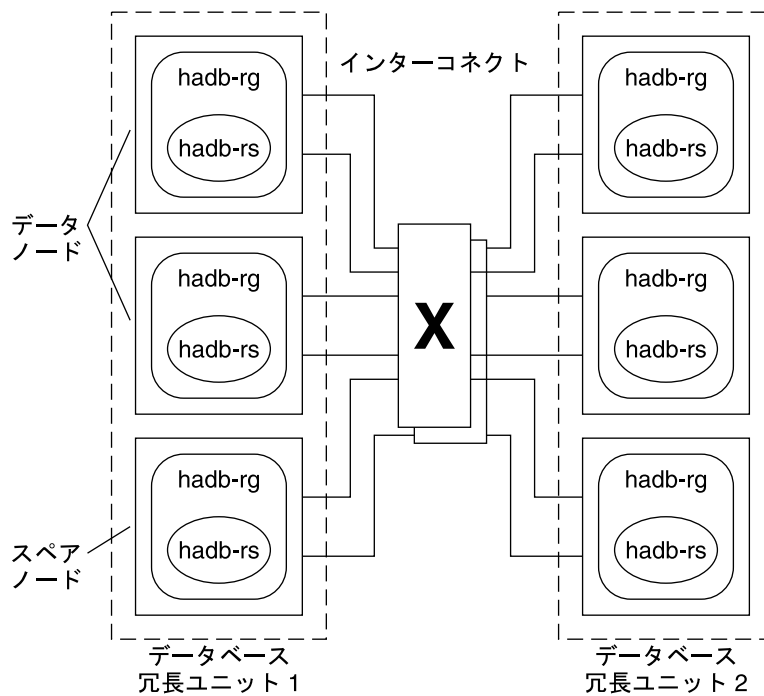 インターコネクト
hadb-rg
hadb-rs
hadb-rg
hadb-rs
データ
ノード
hadb-rg
hadb-rs
X
hadb-rg
hadb-rs
hadb-rg
hadb-rs
hadb-rg
hadb-rs
スペア
ノード
データベース
冗長ユニット 1
データベース
冗長ユニット 2